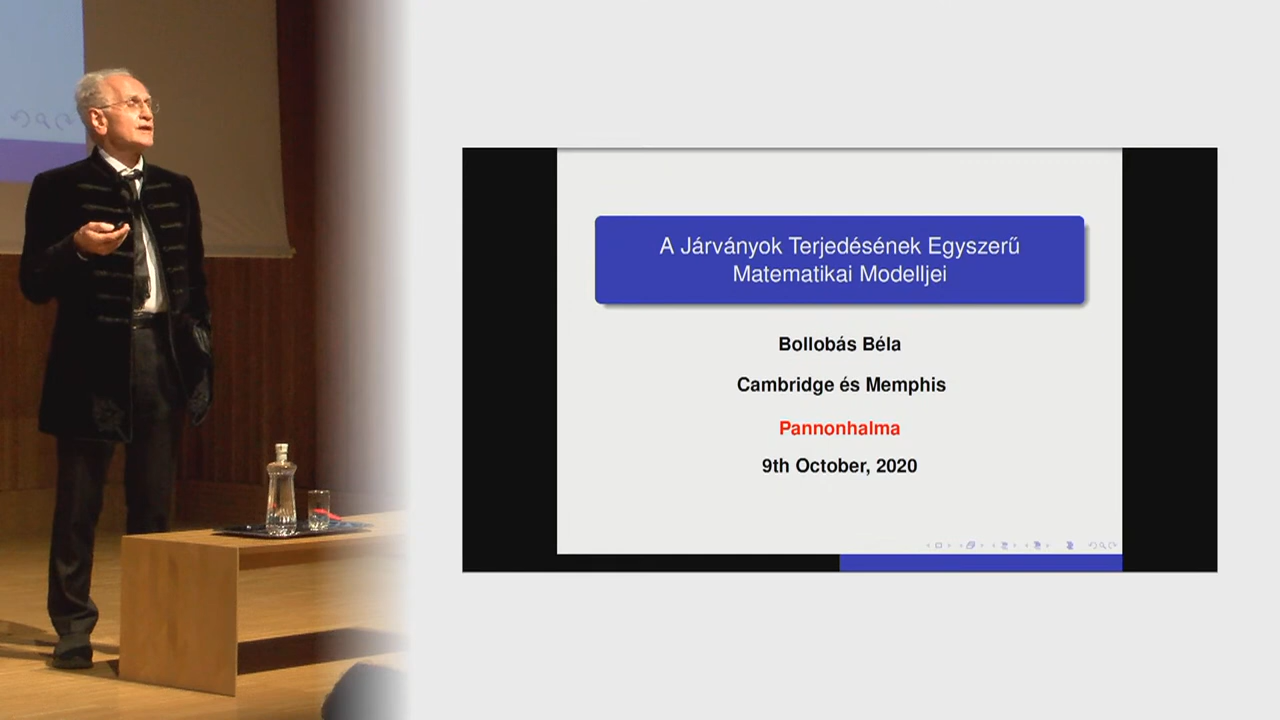 A Járványok Terjedésének Egyszerű
Matematikai Modelljei
Bollobás Béla
Cambridge és Memphis
Pannonhalma
9th October, 2020